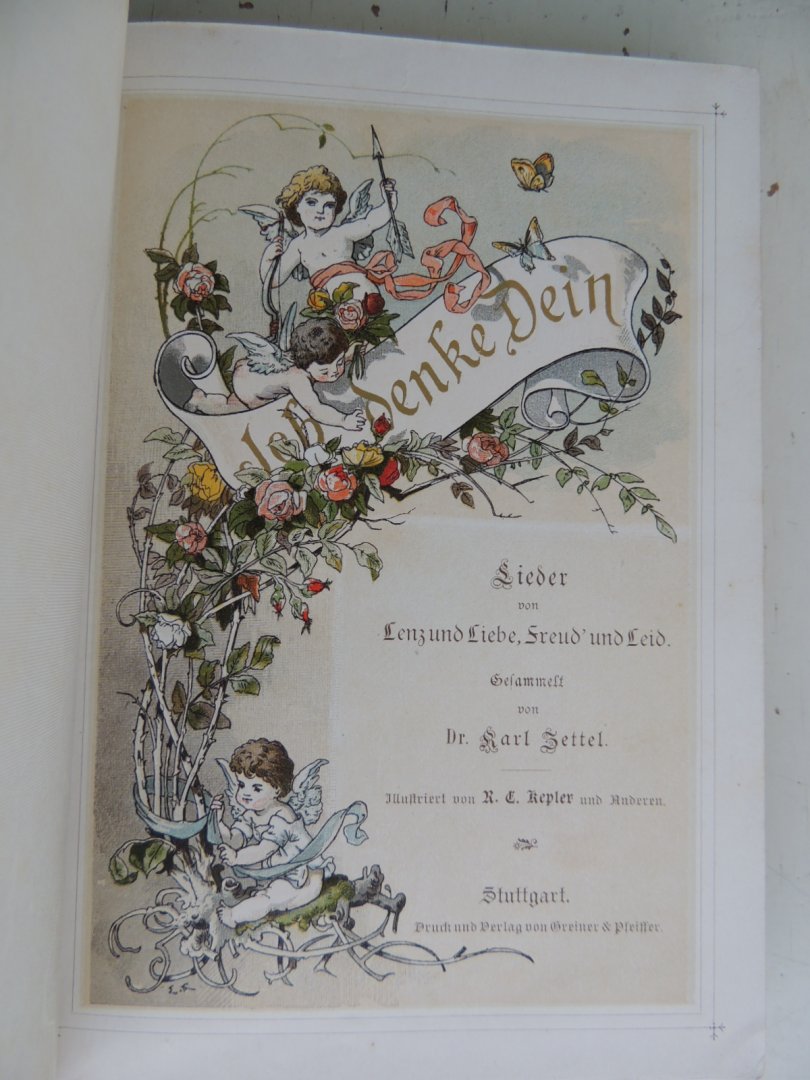 Ich denke Dein
Lieder
von
Lenz und Liebe, Freud' und Leid.
Gesammelt
von
Dr. Karl Zettel.
Illustriert von R. E. Kepler und Anderen.
Stuttgart.
Druck und Verlag von Greiner & Pfeiffer.